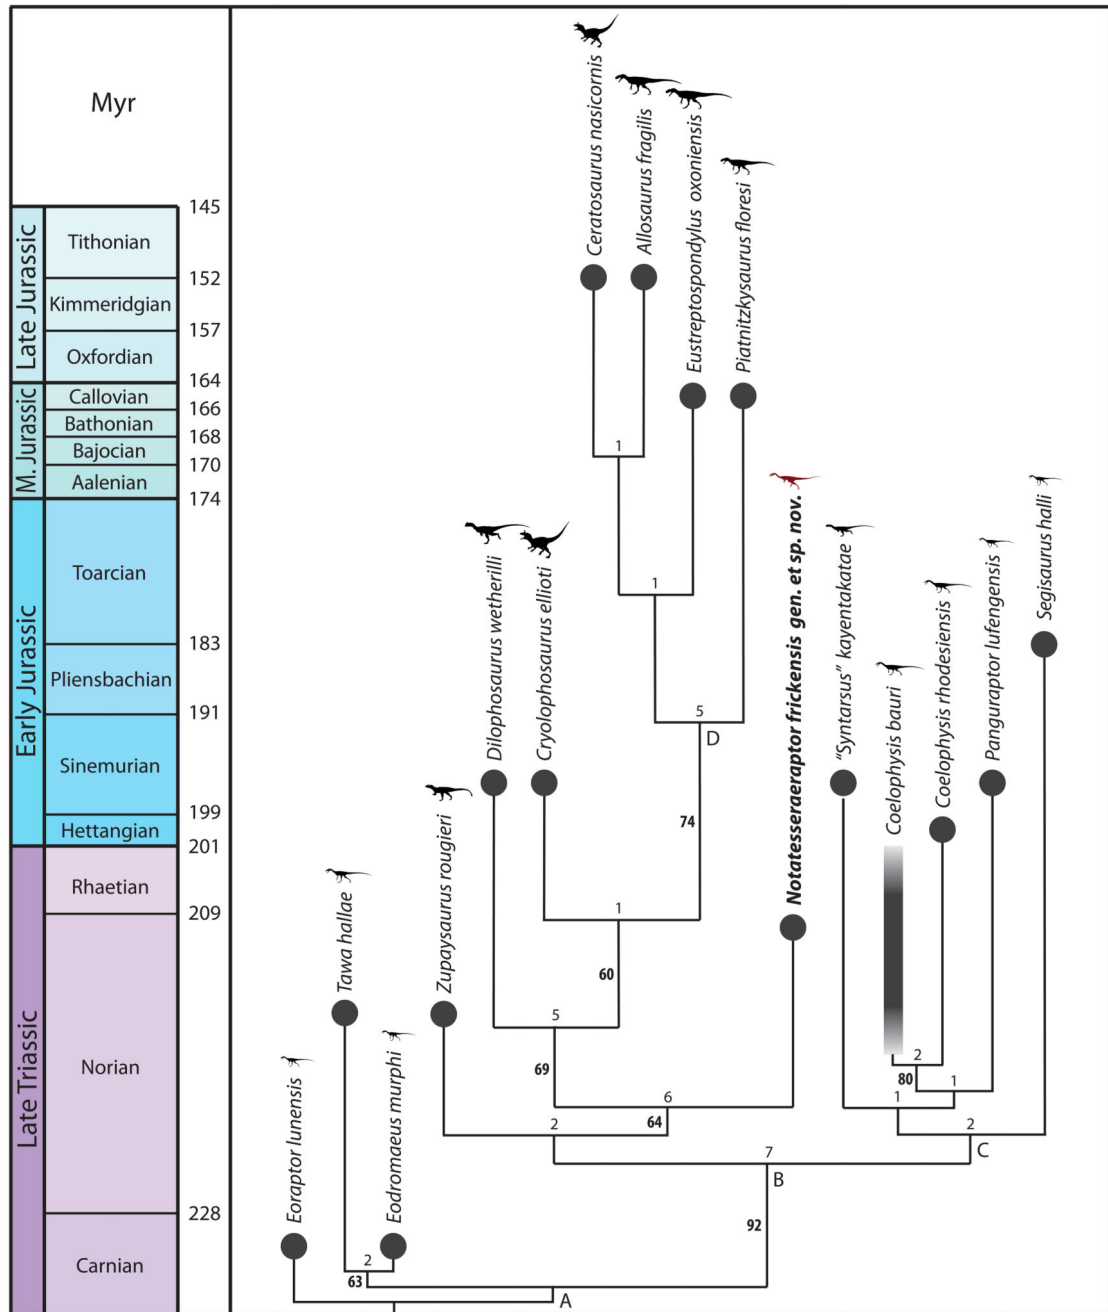 Myr
Late Jurassic
M. Jurassic
Early Jurassic
Late Triassic
Tithonian
Kimmeridgian
Oxfordian
Callovian
Bathonian
Bajocian
Aalenian
Toarcian
Pliensbachian
Sinemurian
Hettangian
Rhaetian
Norian
Carnian
145
152
157
164
166
168
170
174
183
191
199
201
209
228
Eoraptor lunensis
Tawa hallae
Eodromaeus murphi
Zupaysaurus rougieri
Dilophosaurus wetherilli
Cryolophosaurus ellioti
Ceratosaurus nasicornis
Allosaurus fragilis
Eustreptospondylus oxoniensis
Piatnitzkysaurus floresi
Notatesseraeraptor frickensis gen. et sp. nov.
"Syntarsus" kayentakatae
Coelophysis bauri
Coelophysis rhodesiensis
Panguraptor lufengensis
Segisaurus halli
1
1
5
D
74
1
60
5
69
6
64
2
2
80
1
1
2
C
7
B
92
2
63
A